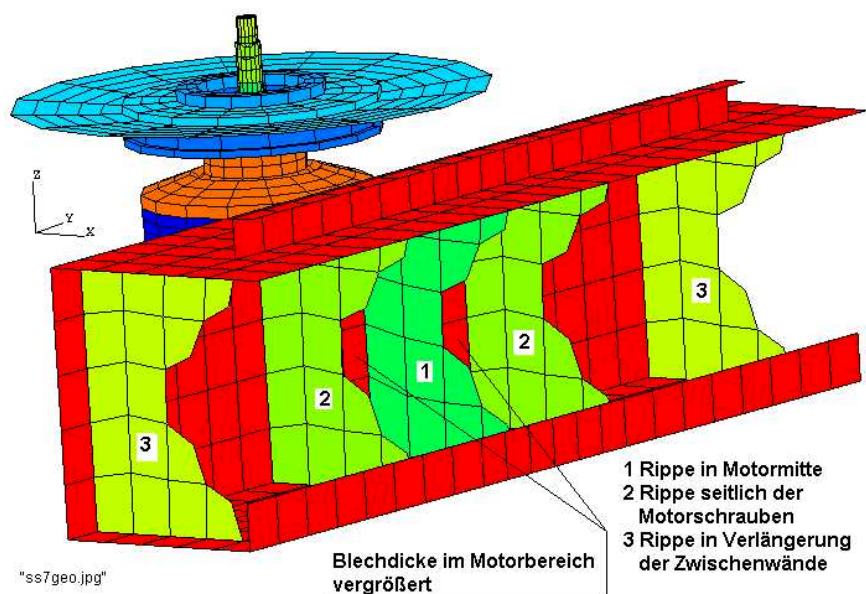 Z
Y
X
3
2
1
2
3
1 Rippe in Motormitte
2 Rippe seitlich der
Motorschrauben
3 Rippe in Verlängerung
der Zwischenwände
Blechdicke im Motorbereich
vergrößert
"ss7geo.jpg"